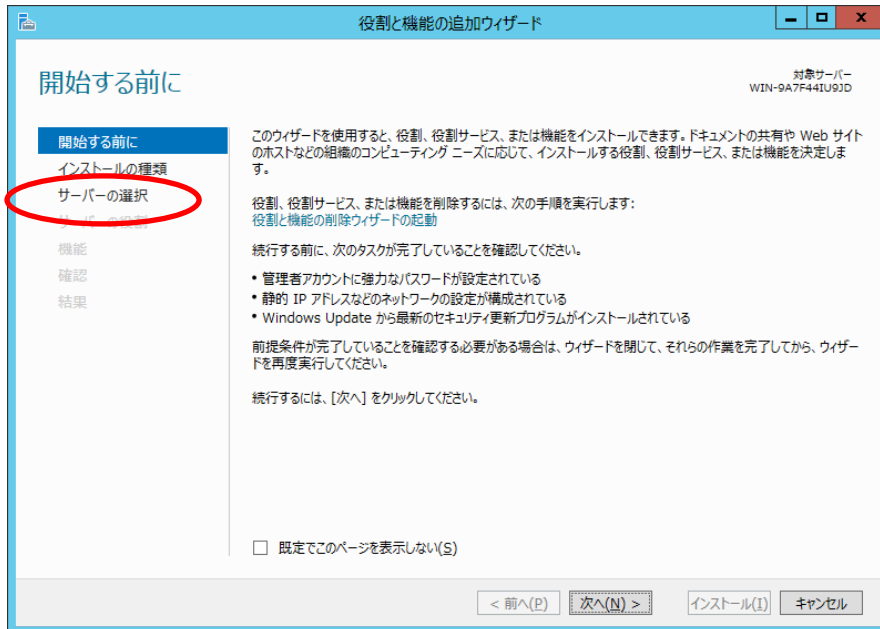 役割と機能の追加ウィザード
開始する前に
対象サーバー
WIN-9A7F44IU9JD
開始する前に
インストールの種類
サーバーの選択
サーバーの役割
機能
確認
結果
このウィザードを使用すると、役割、役割サービス、または機能をインストールできます。ドキュメントの共有や Web サイト
のホストなどの組織のコンピューティング ニーズに応じて、インストールする役割、役割サービス、または機能を決定しま
す。
役割、役割サービス、または機能を削除するには、次の手順を実行します:
役割と機能の削除ウィザードの起動
続行する前に、次のタスクが完了していることを確認してください。
• 管理者アカウントに強力なパスワードが設定されている
• 静的 IP アドレスなどのネットワークの設定が構成されている
• Windows Update から最新のセキュリティ更新プログラムがインストールされている
前提条件が完了していることを確認する必要がある場合は、ウィザードを閉じて、それらの作業を完了してから、ウィザー
ドを再度実行してください。
続行するには、[次へ] をクリックしてください。
既定でこのページを表示しない(S)
< 前へ(P) 次へ(N) > インストール(I) キャンセル